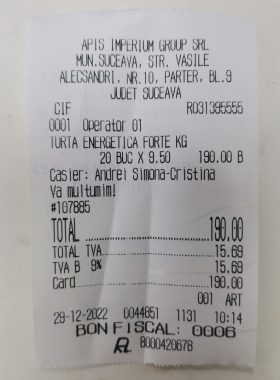 APIS IMPERIUM GROUP SRL
MUN.SUCEAVA, STR. VASILE
ALECSANDRI, NR.10, PARTER, BL.9
JUDET SUCEAVA
CIF RO31395555
0001 Operator 01
TURTA ENERGETICA FORTE KG
20 BUC X 9.50 190.00 B
Casier: Andrei Simona-Cristina
Va multumim!
#107885
TOTAL 190.00
TOTAL TVA 15.69
TVA B 9% 15.69
Card 190.00
001 ART
29-12-2022 0044851 1131 10:14
BON FISCAL: 0006
8000420678